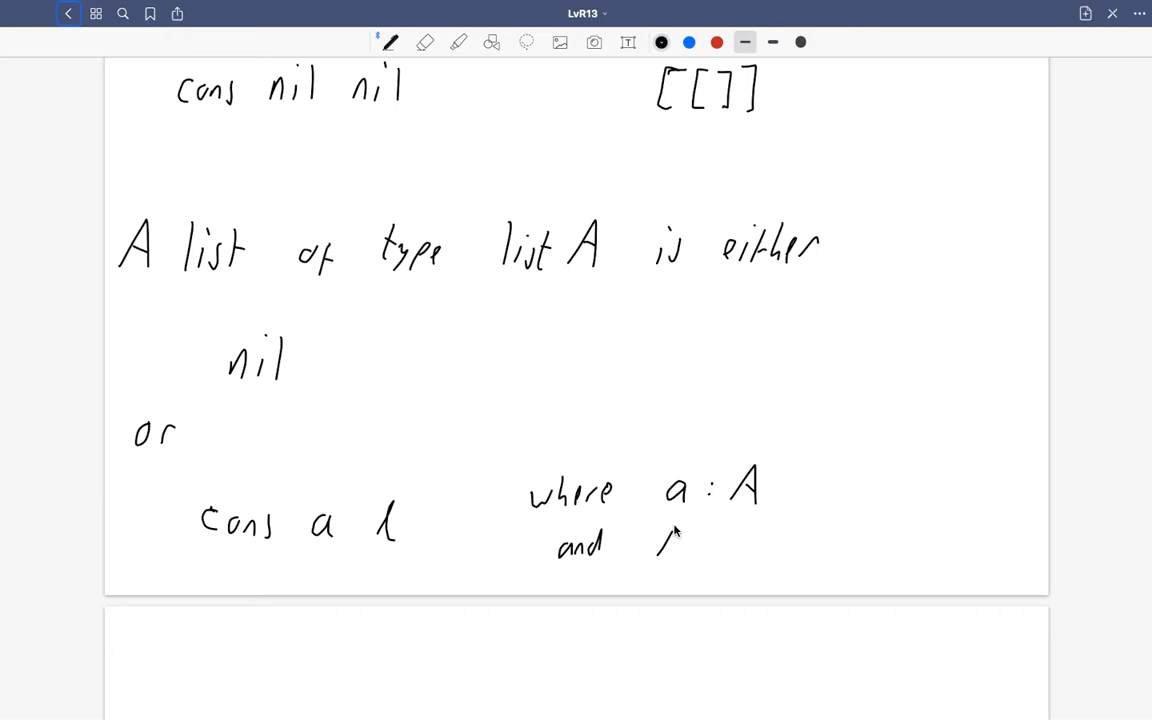 LvR13
cons nil nil [[]]
A list of type list A is either
nil
or
cons a l where a : A
and